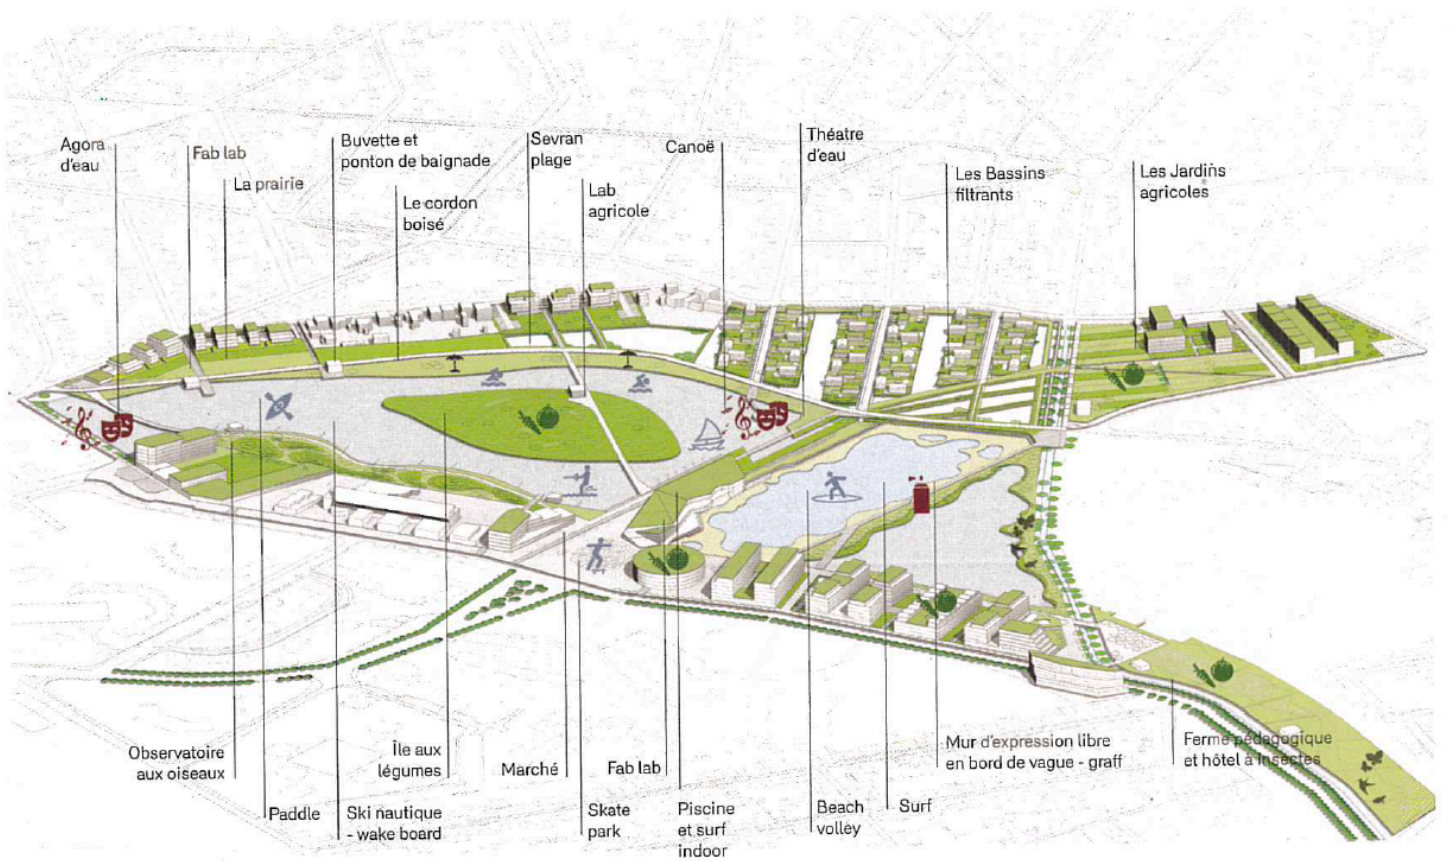 Agora
d'eau
Fab lab
La prairie
Buvette et
ponton de baignade
Le cordon
boisé
Sevran
plage
Lab
agricole
Canoë
Théatre
d'eau
Les Bassins
filtrants
Les Jardins
agricoles
Observatoire
aux oiseaux
Paddle
Ski nautique
- wake board
Île aux
légumes
Marché
Skate
park
Fab lab
Piscine
et surf
indoor
Beach
volley
Surf
Mur d'expression libre
en bord de vague - graff
Ferme pédagogique
et hôtel à insectes